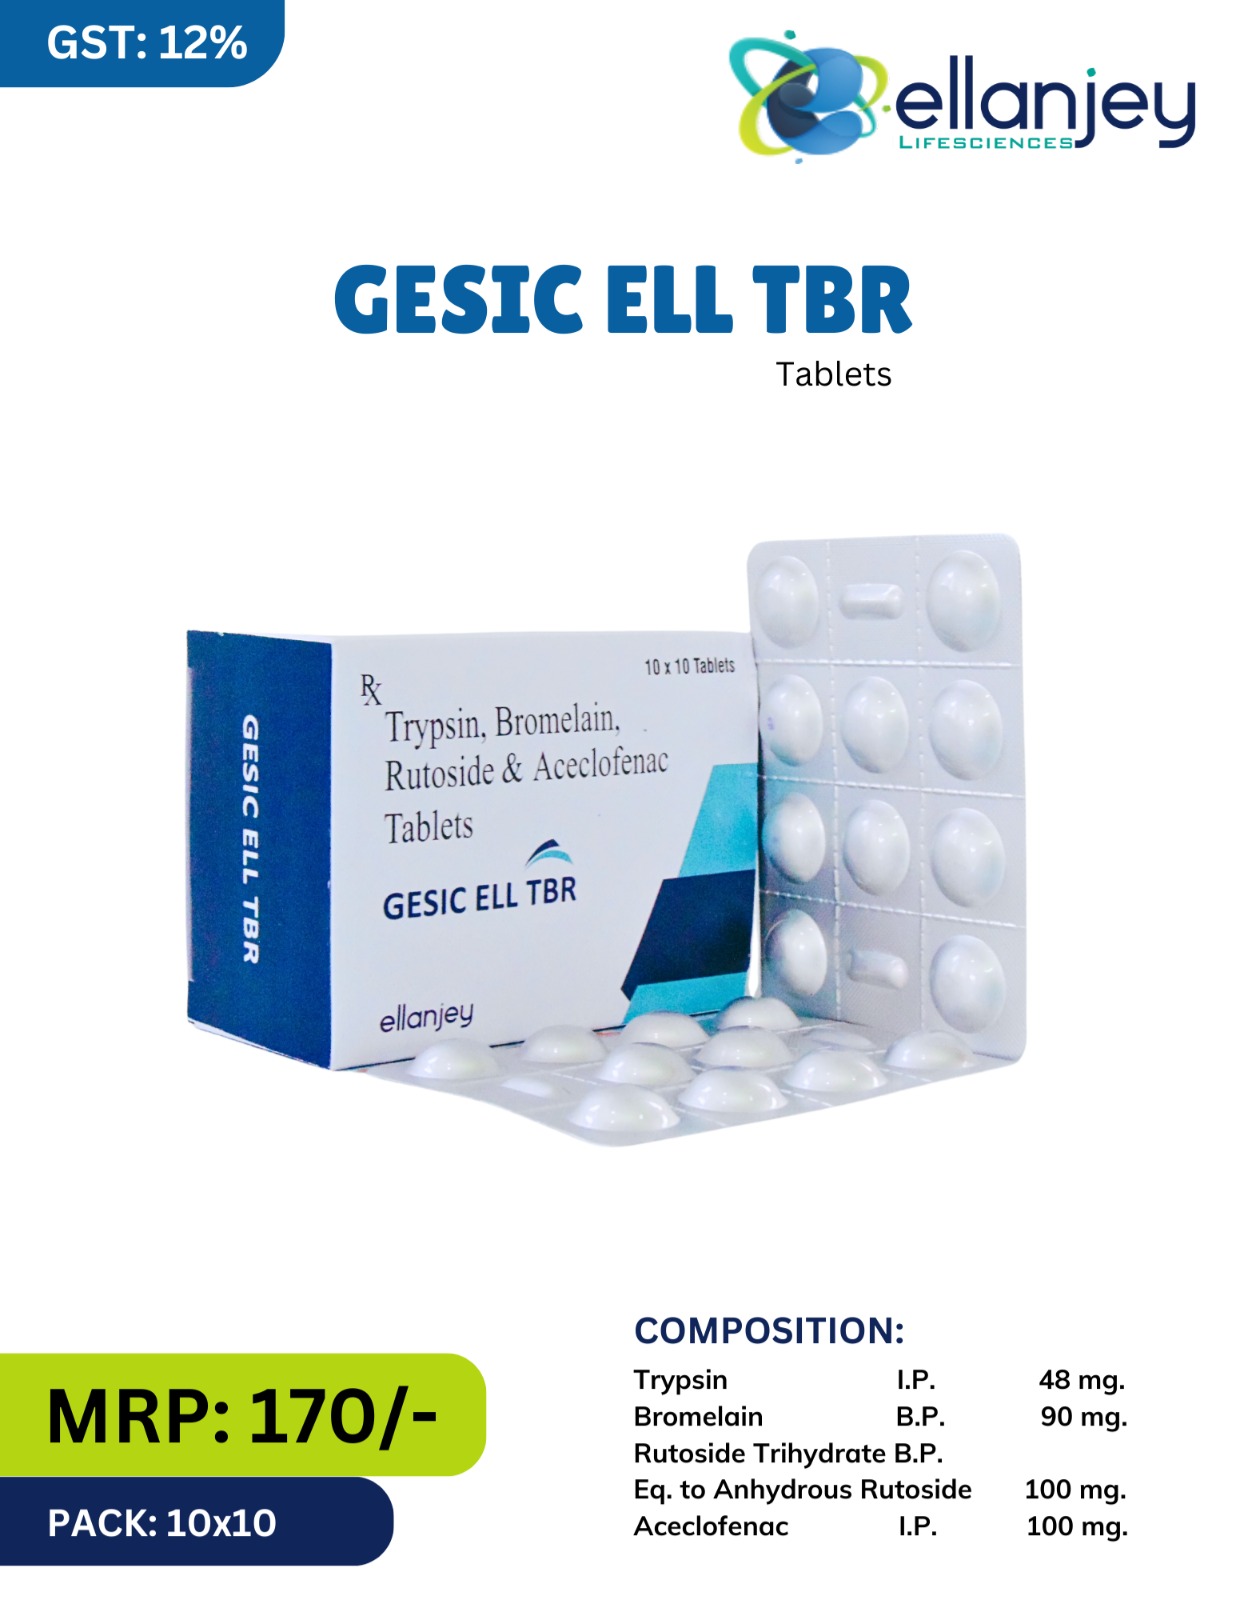 GST: 12%
ellanjey
LIFESCIENCES
GESIC ELL TBR
Tablets
GESIC ELL TBR
Rx
10 x 10 Tablets
Trypsin, Bromelain,
Rutoside & Aceclofenac
Tablets
GESIC ELL TBR
ellanjey
MRP: 170/-
PACK: 10x10
COMPOSITION:
Trypsin I.P. 48 mg.
Bromelain B.P. 90 mg.
Rutoside Trihydrate B.P.
Eq. to Anhydrous Rutoside 100 mg.
Aceclofenac I.P. 100 mg.